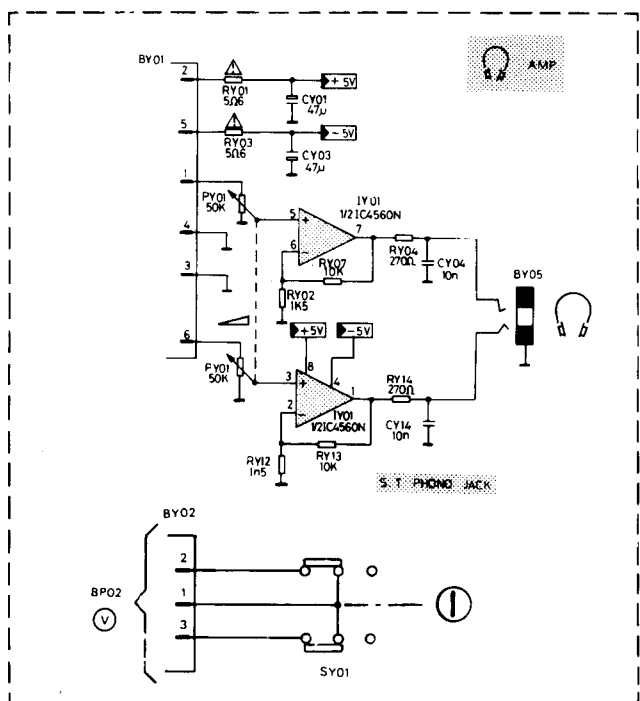 AMP
BY01
2
RY01
5Ω6
CY01
47µ
+5V
5
RY03
5Ω6
CY03
47µ
-5V
1
PY01
50K
4
3
6
PY01
50K
IY01
1/2IC4560N
5
+
6
-
7
RY07
10K
RY02
1K5
RY04
270Ω
CY04
10n
BY05
+5V
-5V
8
4
3
+
2
-
1
IY01
1/2IC4560N
RY14
270Ω
CY14
10n
RY12
1n5
RY13
10K
S T PHONO JACK
BY02
2
1
3
BP02
V
SY01